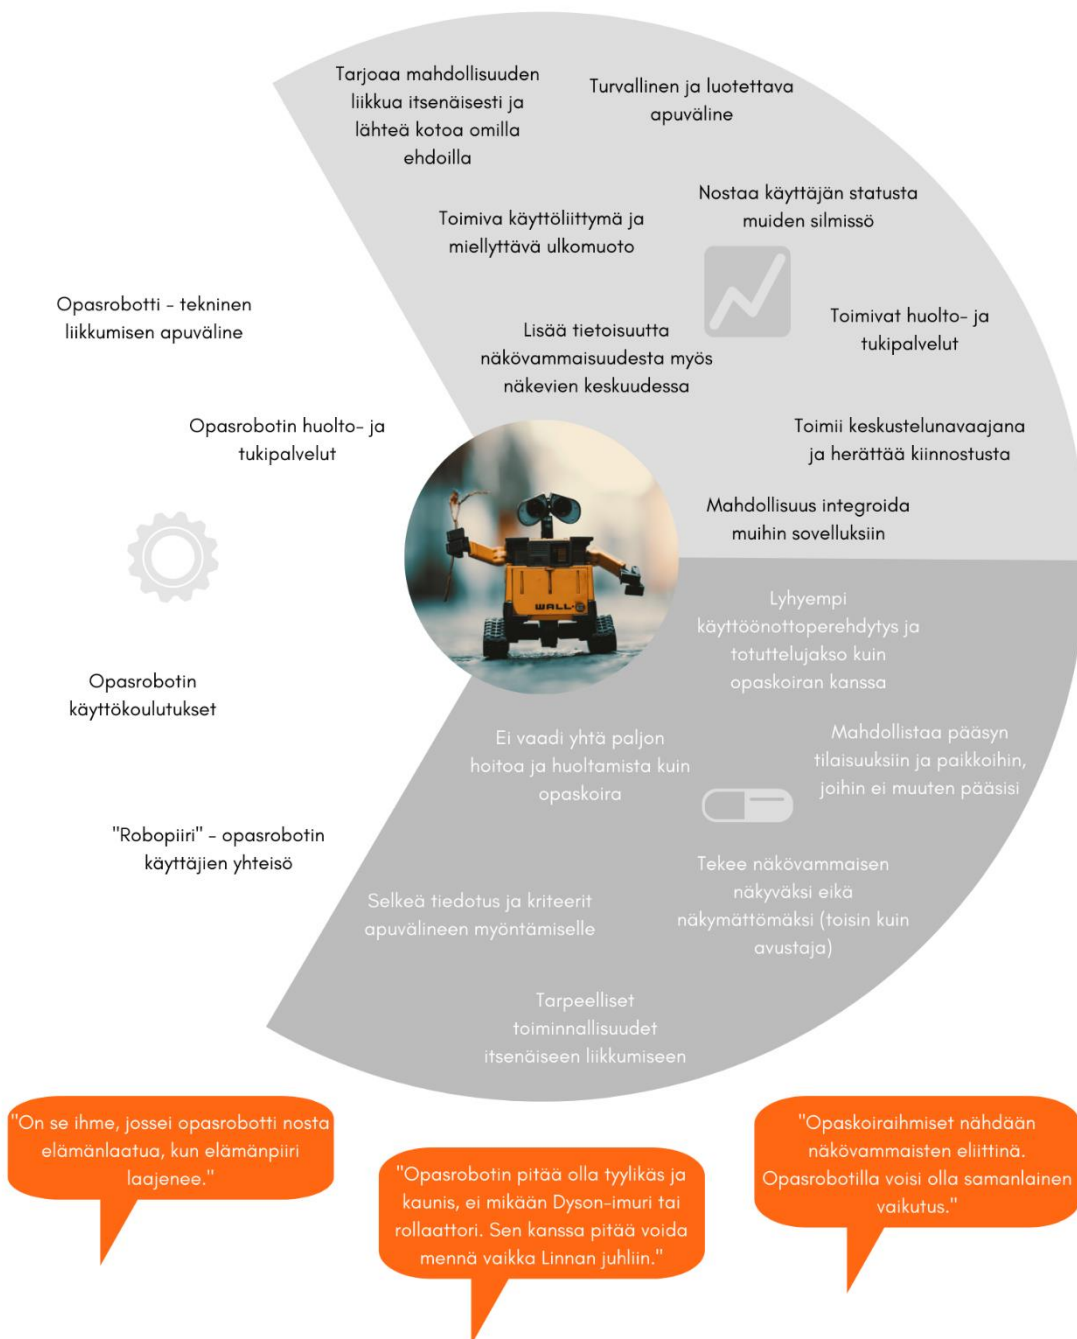 Tarjoaa mahdollisuuden
liikkua itsenäisesti ja
lähteä kotoa omilla
ehdoilla
Turvallinen ja luotettava
apuväline
Nostaa käyttäjän statusta
muiden silmissö
Toimiva käyttöliittymä ja
miellyttävä ulkomuoto
Opasrobotti - tekninen
liikkumisen apuväline
Toimivat huolto- ja
tukipalvelut
Lisää tietoisuutta
näkövammaisuudesta myös
näkevien keskuudessa
Opasrobotin huolto- ja
tukipalvelut
Toimii keskustelunavaajana
ja herättää kiinnostusta
Mahdollisuus integroida
muihin sovelluksiin
WALL•E
Lyhyempi
käyttöönottoperehdytys ja
totuttelujakso kuin
opaskoiran kanssa
Opasrobotin
käyttökoulutukset
Ei vaadi yhtä paljon
hoitoa ja huoltamista kuin
opaskoira
Mahdollistaa pääsyn
tilaisuuksiin ja paikkoihin,
joihin ei muuten pääsisi
"Robopiiri" - opasrobotin
käyttäjien yhteisö
Tekee näkövammaisen
näkyväksi eikä
näkymättömäksi (toisin kuin
avustaja)
Selkeä tiedotus ja kriteerit
apuvälineen myöntämiselle
Tarpeelliset
toiminnallisuudet
itsenäiseen liikkumiseen
"On se ihme, jossei opasrobotti nosta
elämänlaatua, kun elämänpiiri
laajenee."
"Opasrobotin pitää olla tyylikäs ja
kaunis, ei mikään Dyson-imuri tai
rollaattori. Sen kanssa pitää voida
mennä vaikka Linnan juhliin."
"Opaskoiraihmiset nähdään
näkövammaisten eliittinä.
Opasrobotilla voisi olla samanlainen
vaikutus."